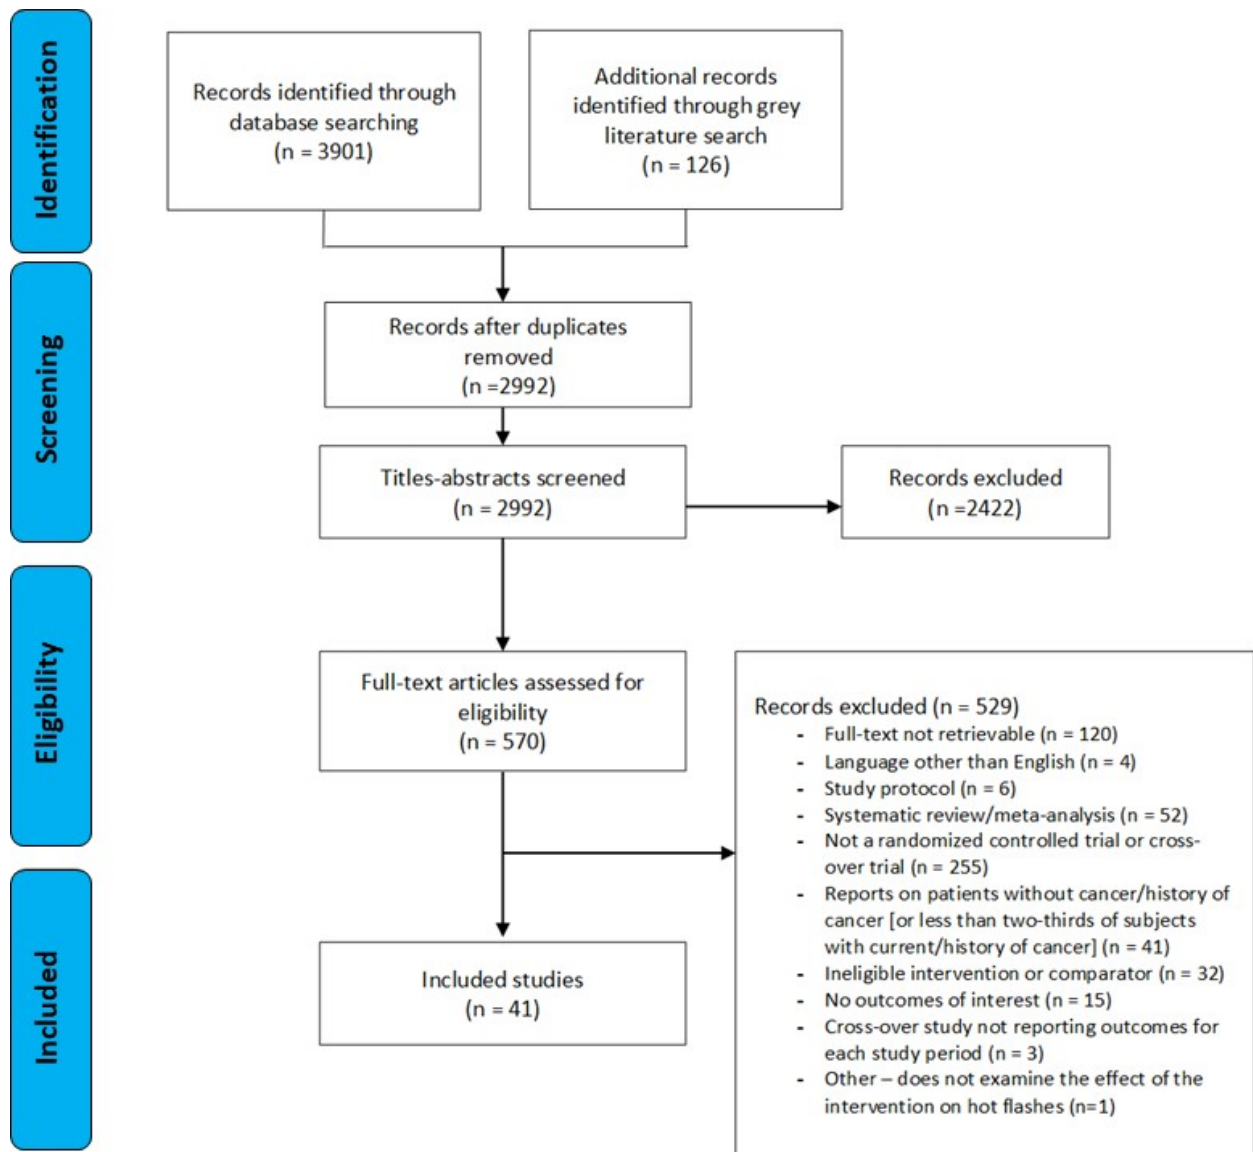 Identification
Records identified through
database searching
(n = 3901)
Additional records
identified through grey
literature search
(n = 126)
Screening
Records after duplicates
removed
(n =2992)
Titles-abstracts screened
(n = 2992)
Records excluded
(n =2422)
Eligibility
Full-text articles assessed for
eligibility
(n = 570)
Records excluded (n = 529)
- Full-text not retrievable (n = 120)
- Language other than English (n = 4)
- Study protocol (n = 6)
- Systematic review/meta-analysis (n = 52)
- Not a randomized controlled trial or cross-
over trial (n = 255)
- Reports on patients without cancer/history of
cancer [or less than two-thirds of subjects
with current/history of cancer] (n = 41)
- Ineligible intervention or comparator (n = 32)
- No outcomes of interest (n = 15)
- Cross-over study not reporting outcomes for
each study period (n = 3)
- Other – does not examine the effect of the
intervention on hot flashes (n=1)
Included
Included studies
(n = 41)